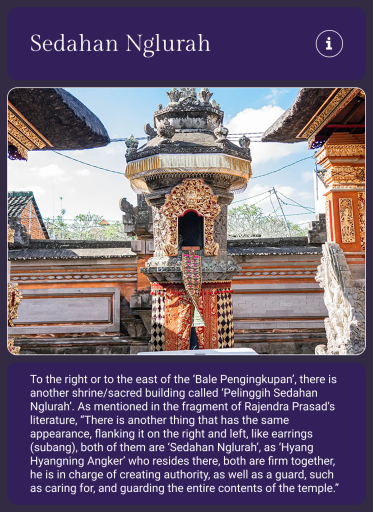 Sedahan Nglurah
To the right or to the east of the ‘Bale Pengingkupan’, there is
another shrine/sacred building called ‘Pelinggih Sedahan
Nglurah’. As mentioned in the fragment of Rajendra Prasad’s
literature, “There is another thing that has the same
appearance, flanking it on the right and left, like earrings
(subang), both of them are ‘Sedahan Nglurah’, as ‘Hyang
Hyangning Angker’ who resides there, both are firm together,
he is in charge of creating authority, as well as a guard, such
as caring for, and guarding the entire contents of the temple.”